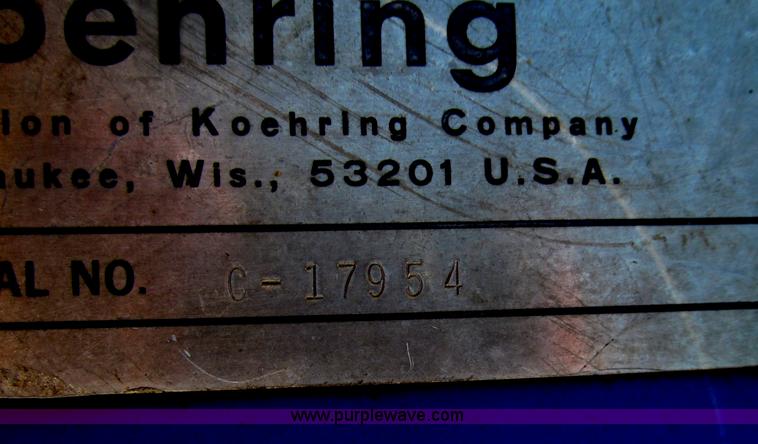 oehring
ion of Koehring Company
aukee, Wis., 53201 U.S.A.
AL NO. C-17954
www.purplewave.com